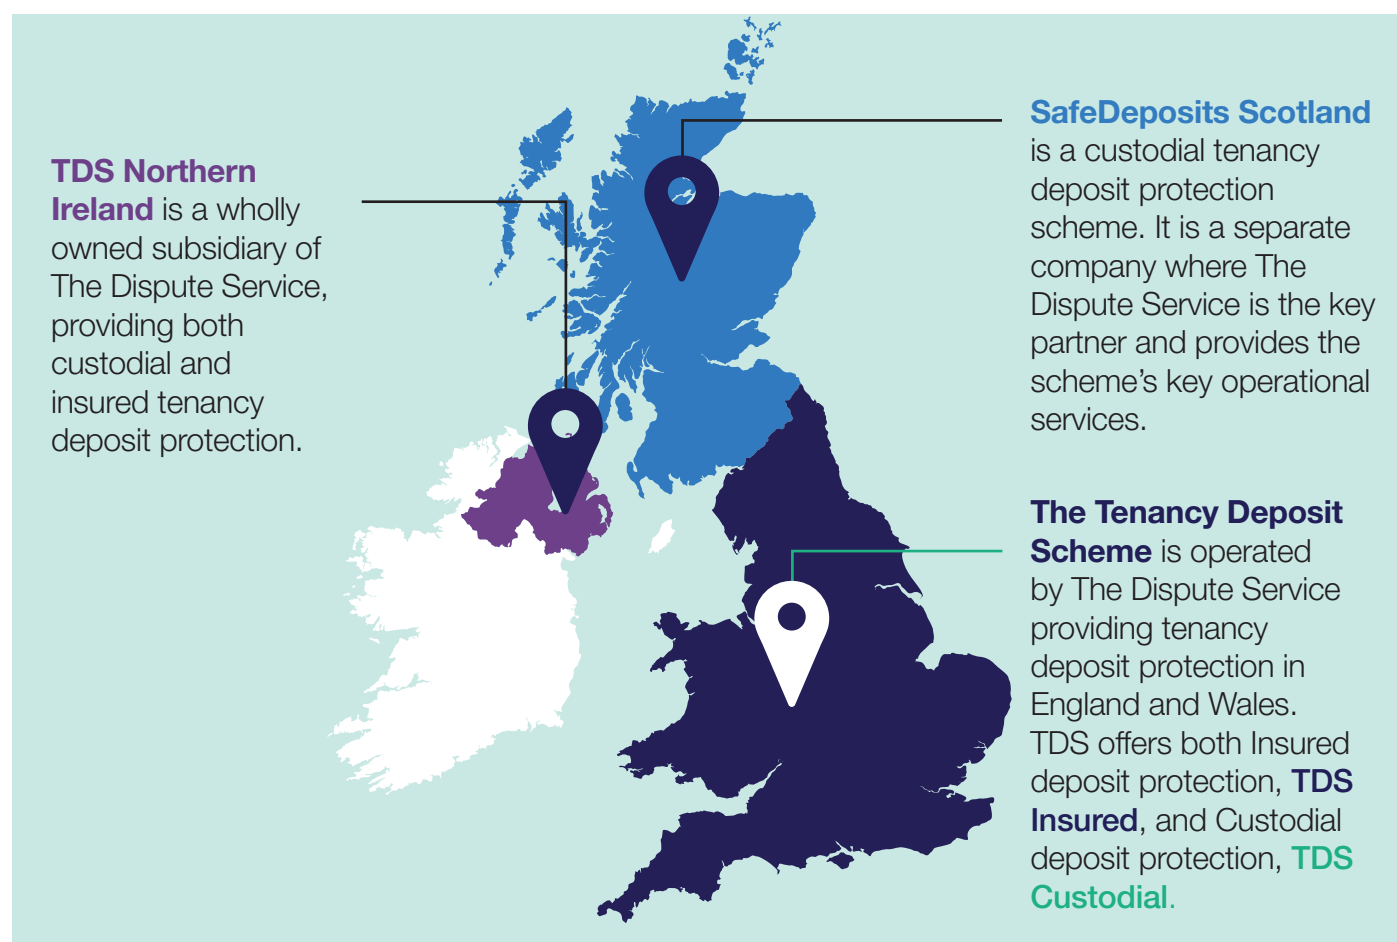 TDS Northern
Ireland is a wholly
owned subsidiary of
The Dispute Service,
providing both
custodial and
insured tenancy
deposit protection.
SafeDeposits Scotland
is a custodial tenancy
deposit protection
scheme. It is a separate
company where The
Dispute Service is the key
partner and provides the
scheme’s key operational
services.
The Tenancy Deposit
Scheme is operated
by The Dispute Service
providing tenancy
deposit protection in
England and Wales.
TDS offers both Insured
deposit protection, TDS
Insured, and Custodial
deposit protection, TDS
Custodial.